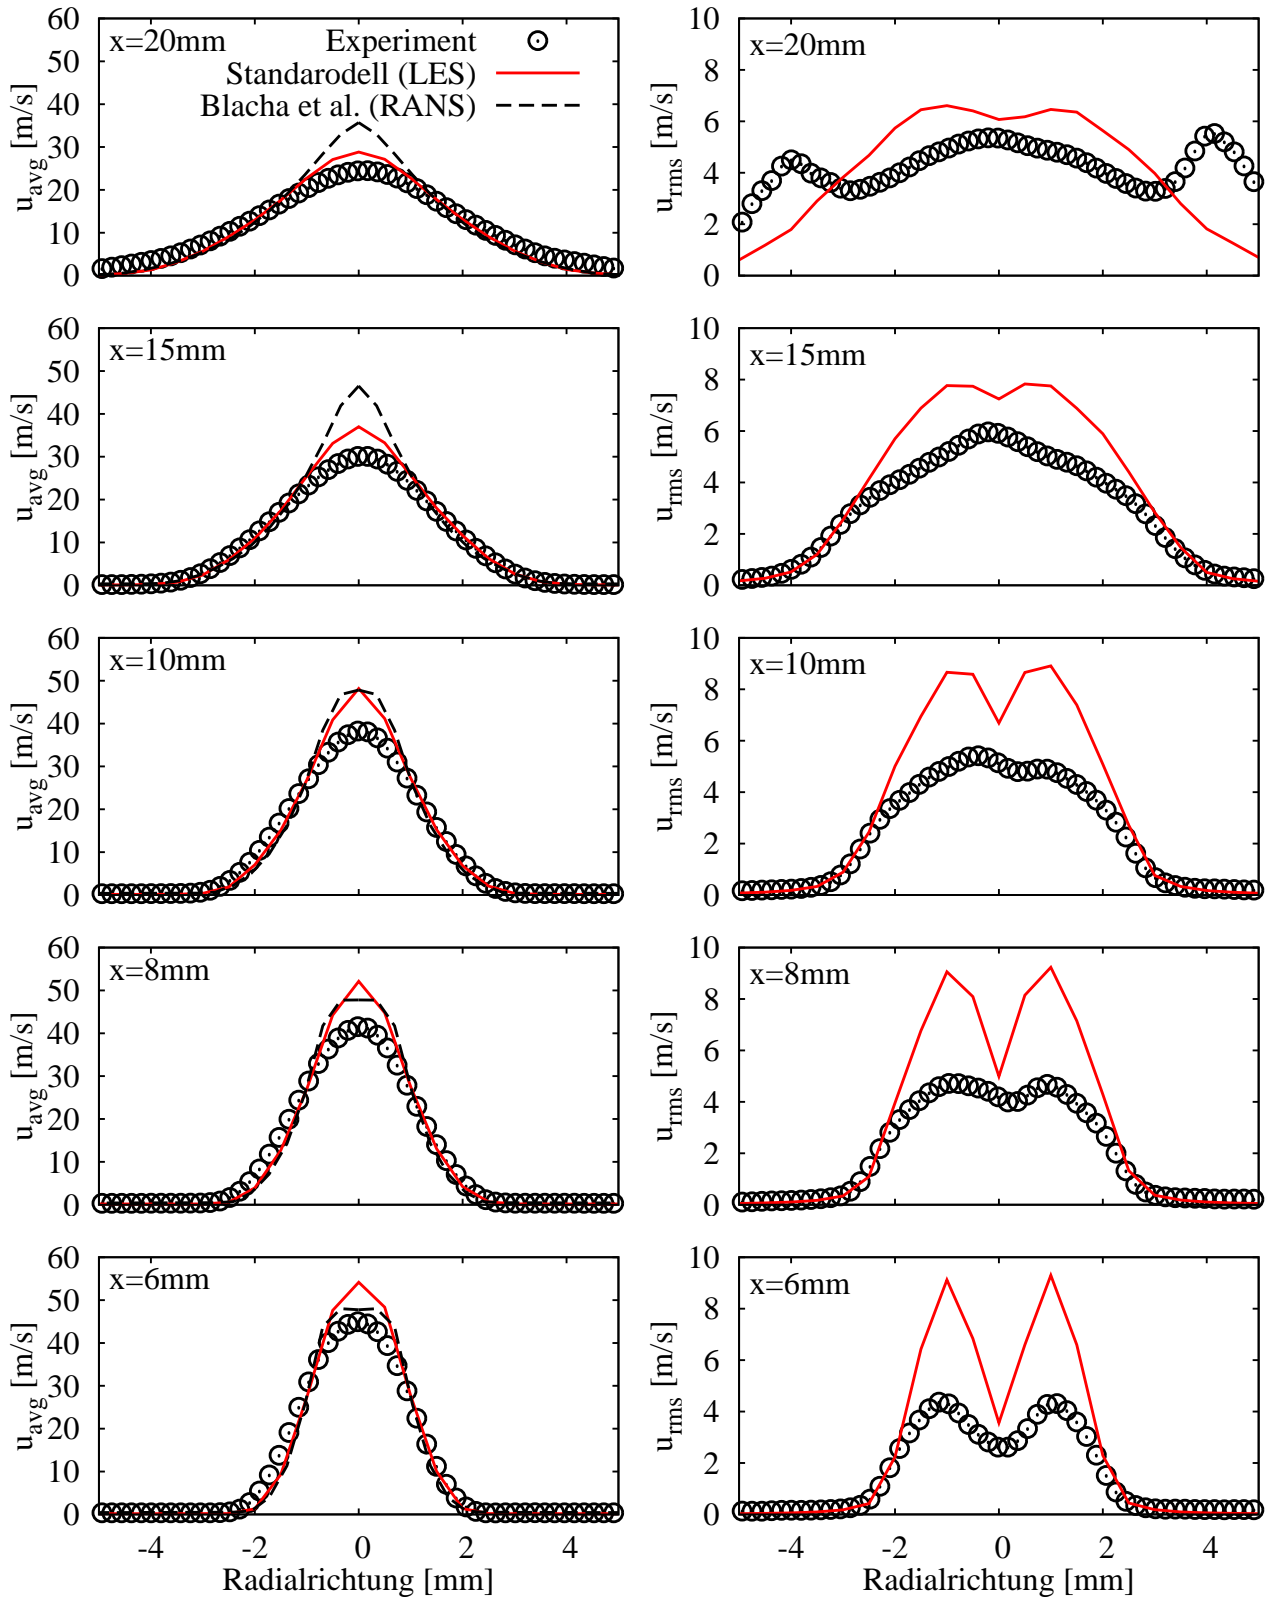 x=20mm
Experiment
Standarodell (LES)
Blacha et al. (RANS)
60
50
40
30
20
10
0
u_avg [m/s]
x=20mm
10
8
6
4
2
0
u_rms [m/s]
x=15mm
60
50
40
30
20
10
0
u_avg [m/s]
x=15mm
10
8
6
4
2
0
u_rms [m/s]
x=10mm
60
50
40
30
20
10
0
u_avg [m/s]
x=10mm
10
8
6
4
2
0
u_rms [m/s]
x=8mm
60
50
40
30
20
10
0
u_avg [m/s]
x=8mm
10
8
6
4
2
0
u_rms [m/s]
x=6mm
60
50
40
30
20
10
0
u_avg [m/s]
-4 -2 0 2 4
Radialrichtung [mm]
x=6mm
10
8
6
4
2
0
u_rms [m/s]
-4 -2 0 2 4
Radialrichtung [mm]